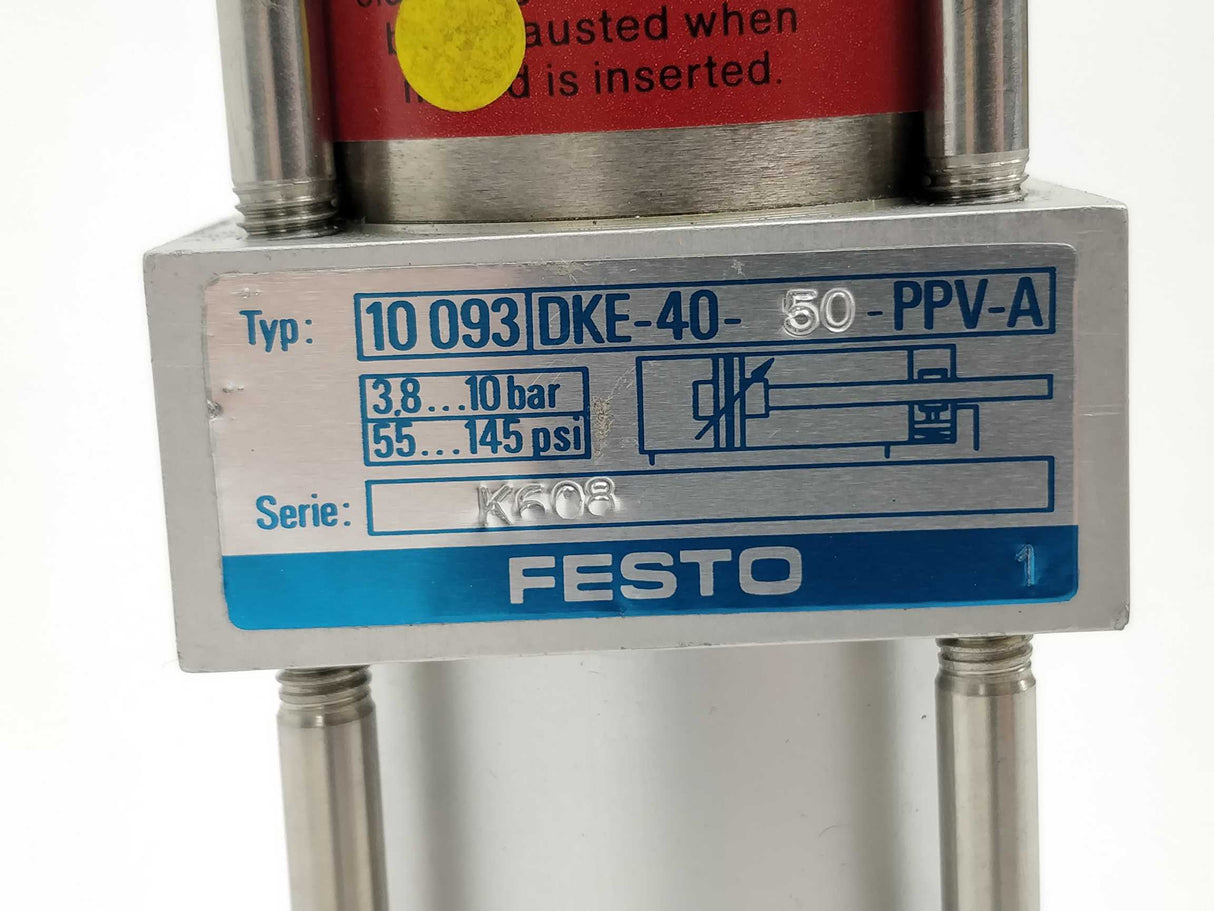 austed when
is inserted.
Typ: 10 093 DKE-40- 50 -PPV-A
3,8...10 bar
55...145 psi
Serie: K608
FESTO 1